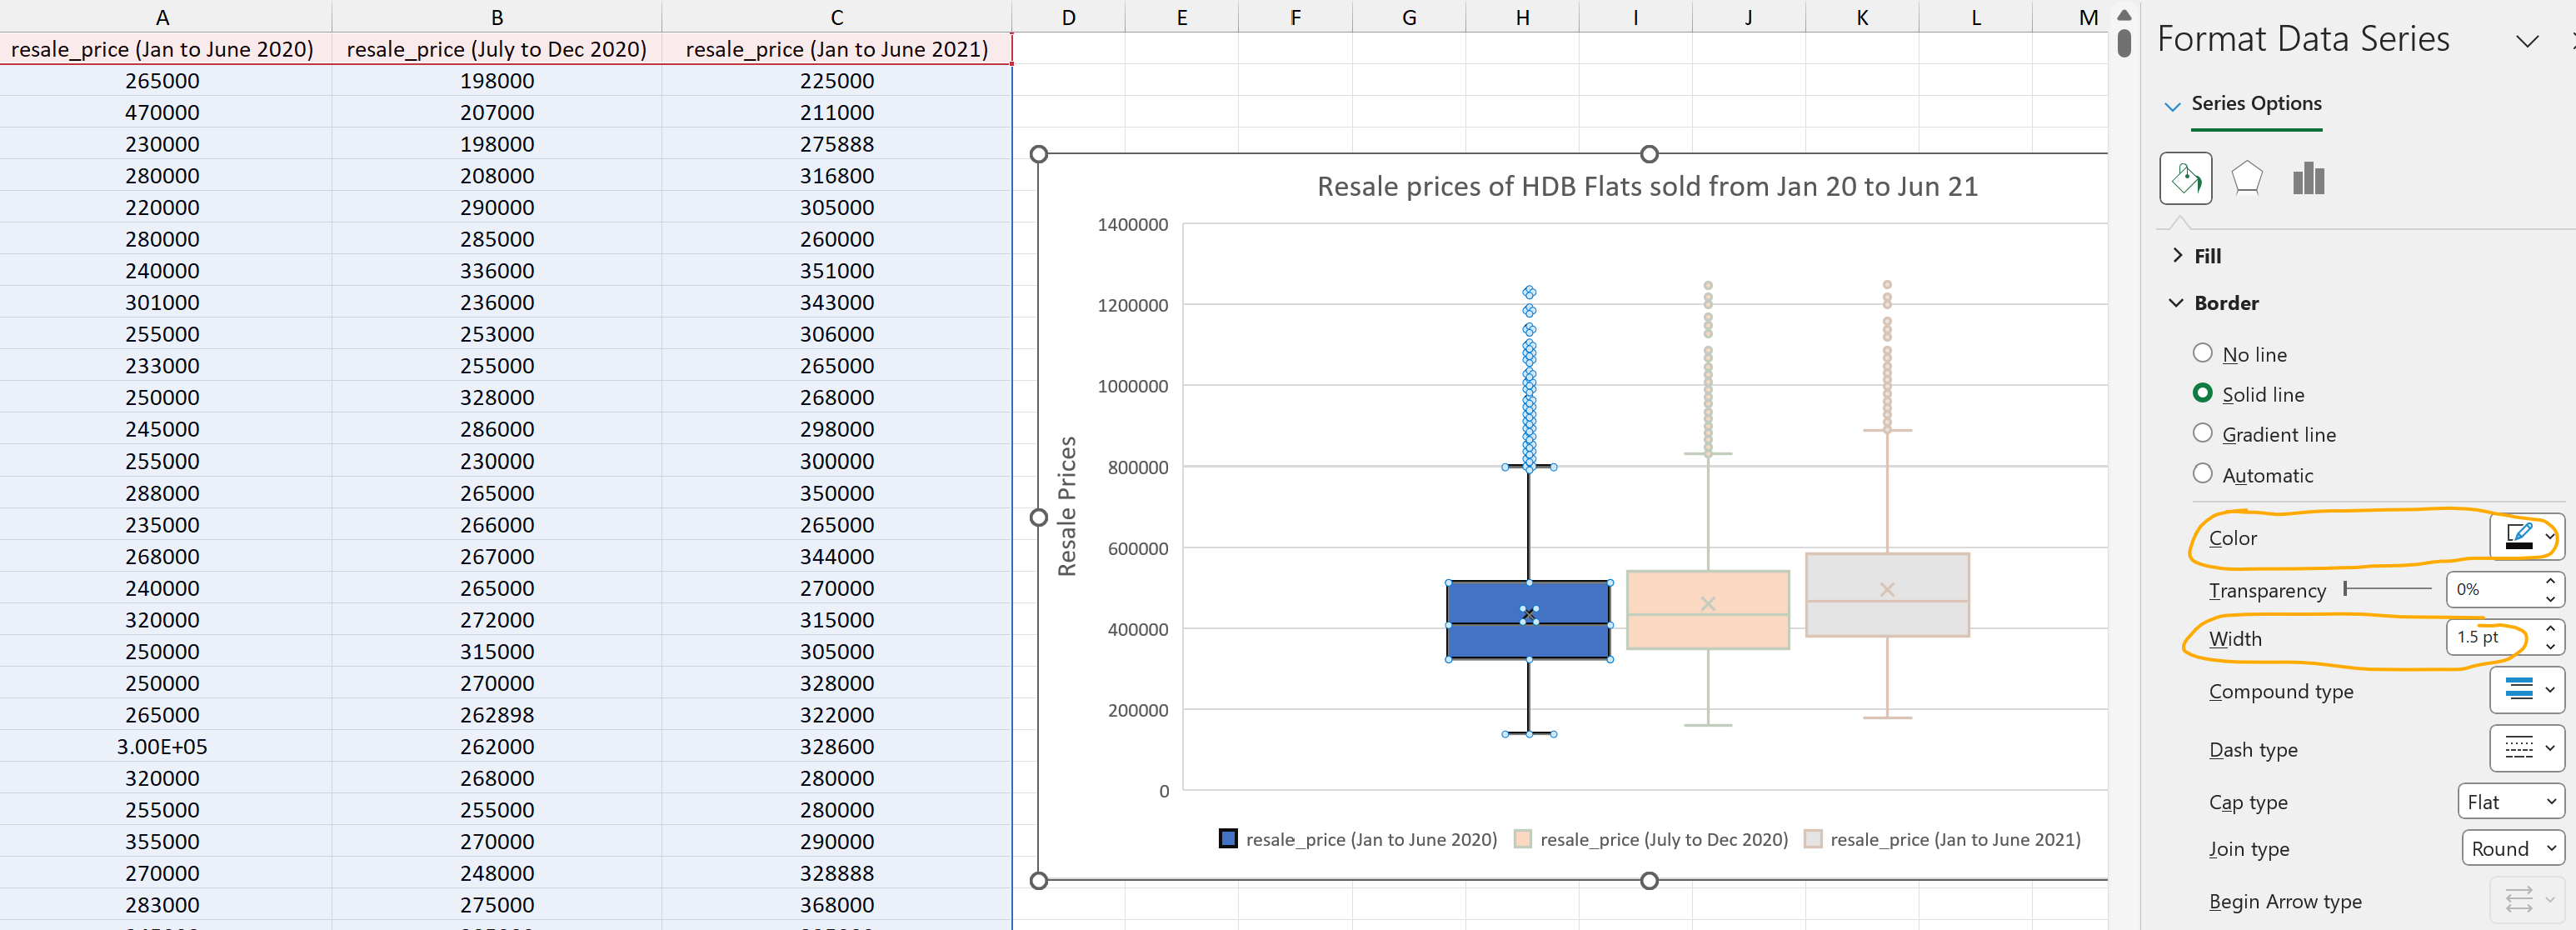 A B C D E F G H I J K L M
resale_price (Jan to June 2020) resale_price (July to Dec 2020) resale_price (Jan to June 2021)
265000 198000 225000
470000 207000 211000
230000 198000 275888
280000 208000 316800
220000 290000 305000
280000 285000 260000
240000 336000 351000
301000 236000 343000
255000 253000 306000
233000 255000 265000
250000 328000 268000
245000 286000 298000
255000 230000 300000
288000 265000 350000
235000 266000 265000
268000 267000 344000
240000 265000 270000
320000 272000 315000
250000 315000 305000
250000 270000 328000
265000 262898 322000
3.00E+05 262000 328600
320000 268000 280000
255000 255000 280000
355000 270000 290000
270000 248000 328888
283000 275000 368000
Resale prices of HDB Flats sold from Jan 20 to Jun 21
1400000
1200000
1000000
800000
600000
400000
200000
0
Resale Prices
resale_price (Jan to June 2020) resale_price (July to Dec 2020) resale_price (Jan to June 2021)
Format Data Series
Series Options
Fill
Border
No line
Solid line
Gradient line
Automatic
Color
Transparency 0%
Width 1.5 pt
Compound type
Dash type
Cap type Flat
Join type Round
Begin Arrow type